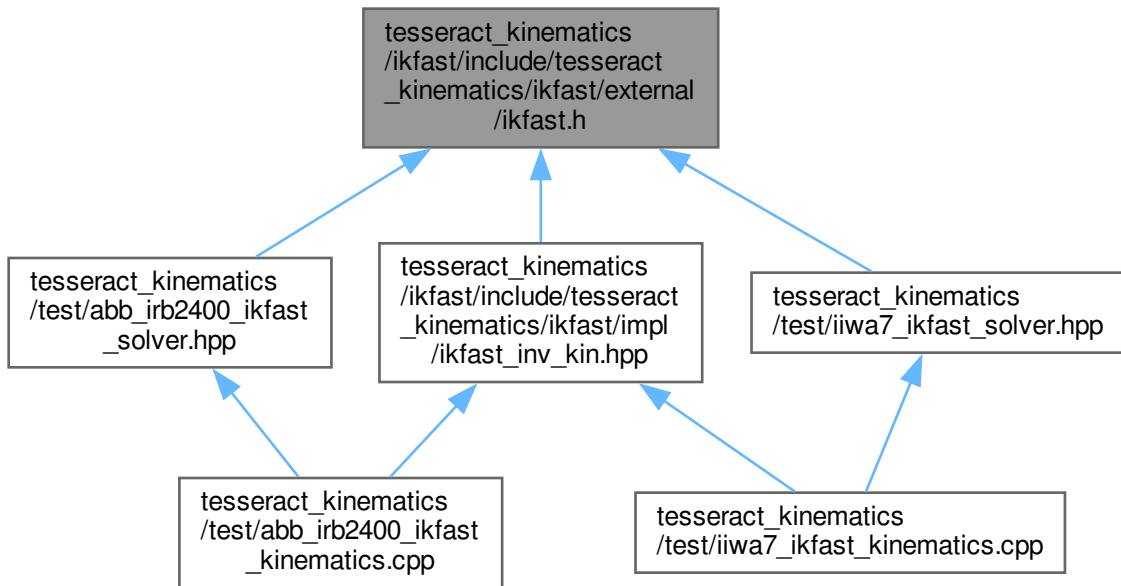 tesseract_kinematics
/ikfast/include/tesseract
_kinematics/ikfast/external
/ikfast.h
tesseract_kinematics
/test/abb_irb2400_ikfast
_solver.hpp
tesseract_kinematics
/ikfast/include/tesseract
_kinematics/ikfast/impl
/ikfast_inv_kin.hpp
tesseract_kinematics
/test/iiwa7_ikfast_solver.hpp
tesseract_kinematics
/test/abb_irb2400_ikfast
_kinematics.cpp
tesseract_kinematics
/test/iiwa7_ikfast_kinematics.cpp